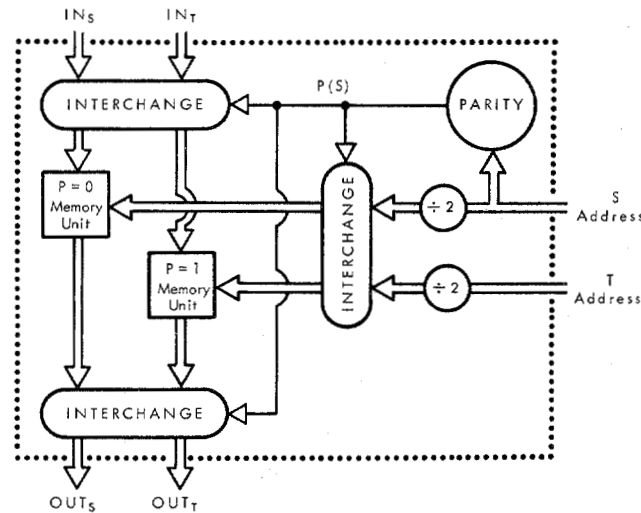 IN_S IN_T
INTERCHANGE
P(S)
PARITY
P = 0
Memory
Unit
÷ 2
S
Address
INTERCHANGE
P = 1
Memory
Unit
÷ 2
T
Address
INTERCHANGE
OUT_S OUT_T